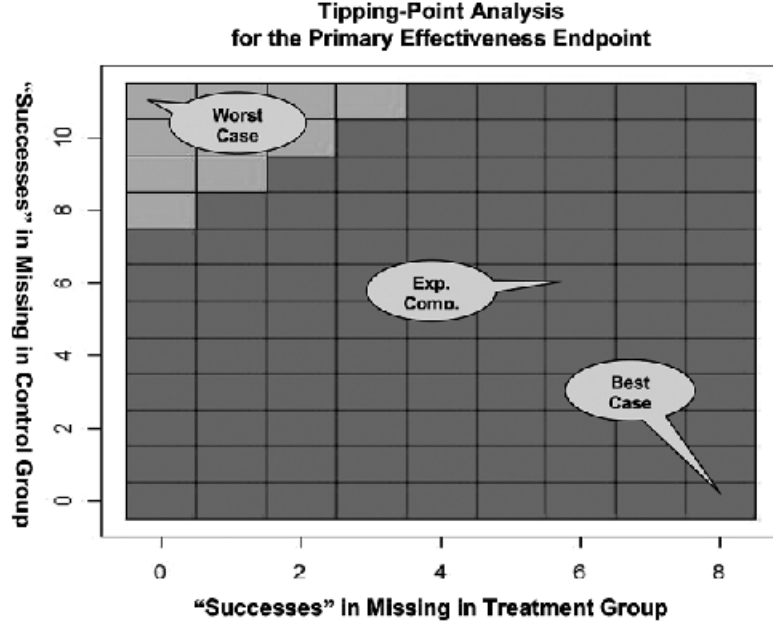 Tipping-Point Analysis
for the Primary Effectiveness Endpoint
"Successes" in Missing in Control Group
10
8
6
4
2
0
Worst
Case
Exp.
Comp.
Best
Case
0 2 4 6 8
"Successes" in Missing in Treatment Group